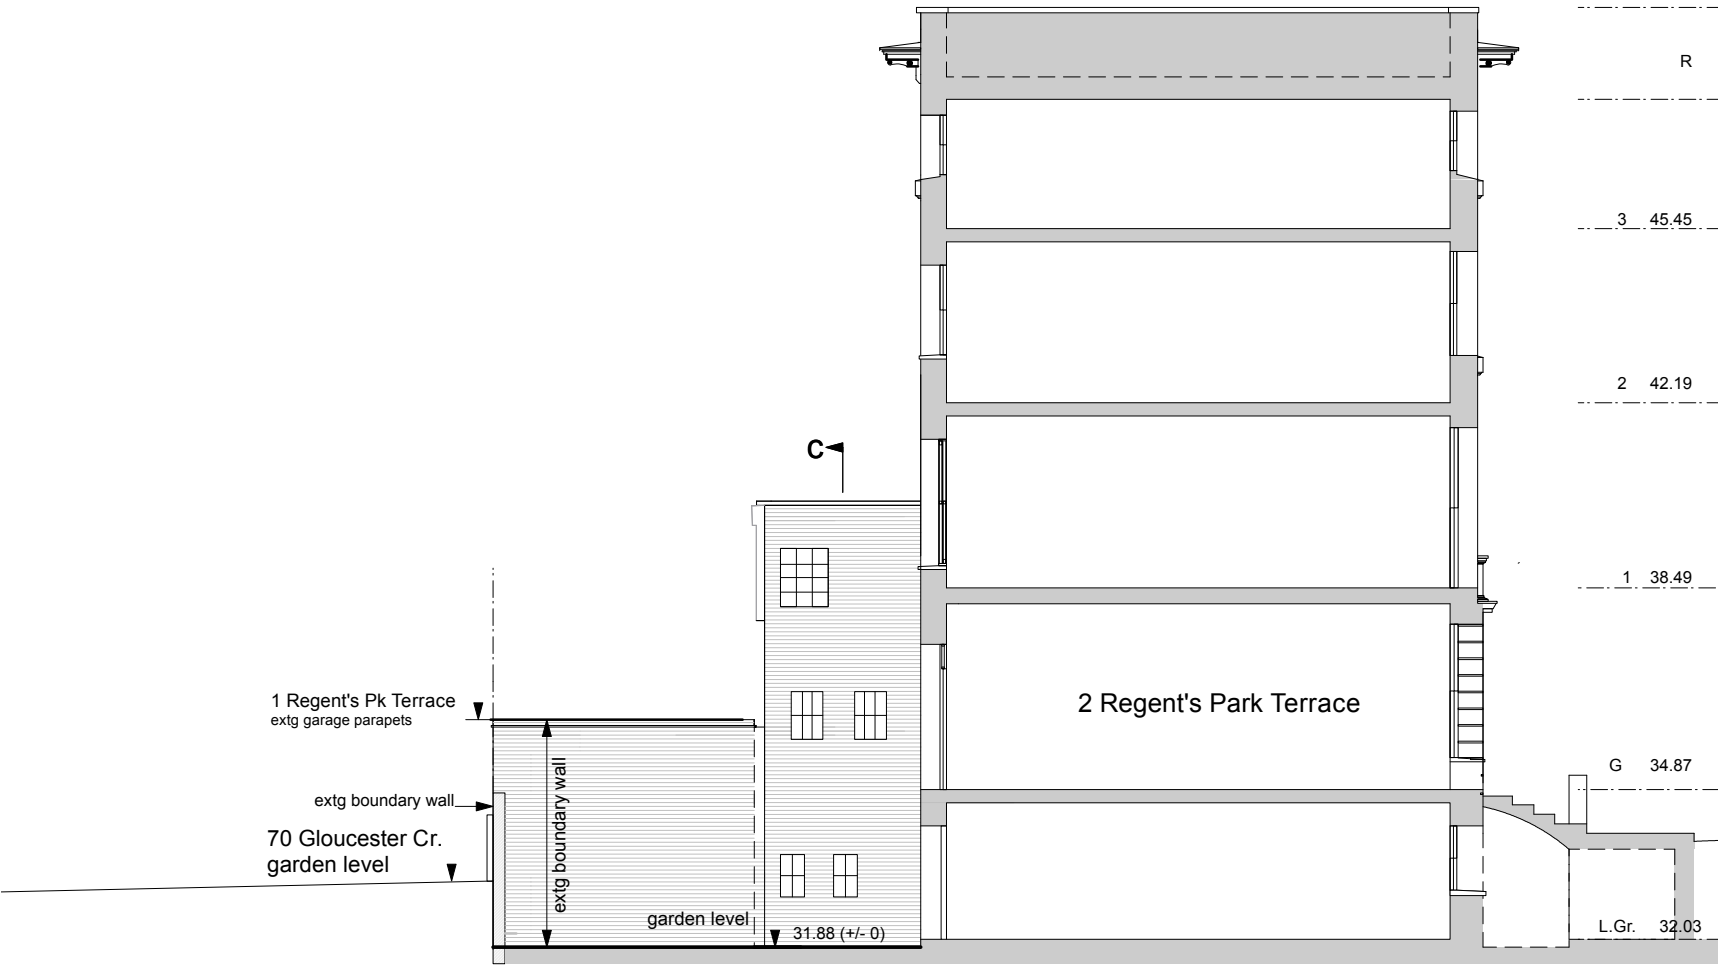 R
3 45.45
2 42.19
C
1 38.49
1 Regent's Pk Terrace
extg garage parapets
2 Regent's Park Terrace
G 34.87
extg boundary wall
extg boundary wall
70 Gloucester Cr.
garden level
garden level
31.88 (+/- 0)
L.Gr. 32.03